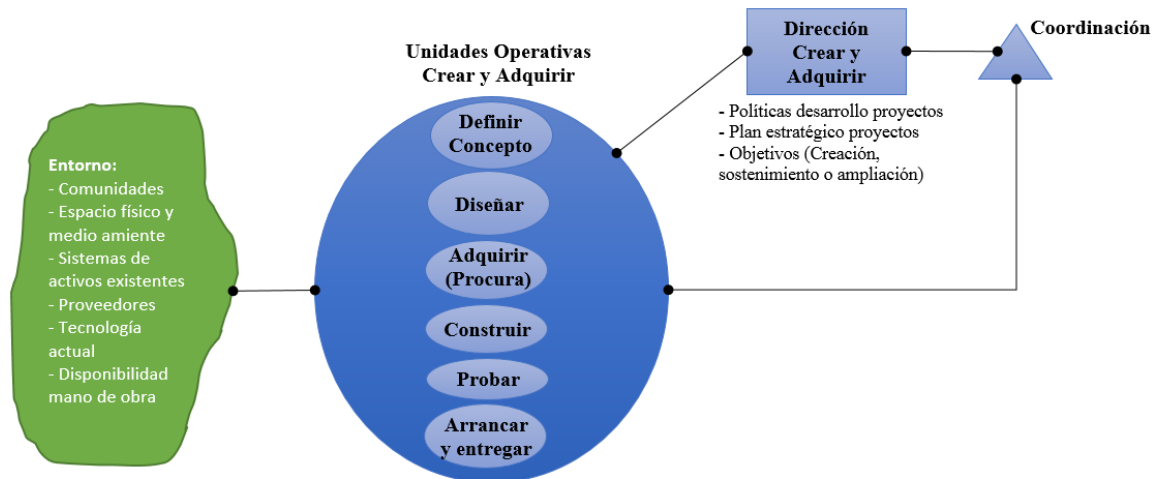 Entorno:
- Comunidades
- Espacio físico y
medio amiente
- Sistemas de
activos existentes
- Proveedores
- Tecnología
actual
- Disponibilidad
mano de obra
Unidades Operativas
Crear y Adquirir
Definir
Concepto
Diseñar
Adquirir
(Procura)
Construir
Probar
Arrancar
y entregar
Dirección
Crear y
Adquirir
- Políticas desarrollo proyectos
- Plan estratégico proyectos
- Objetivos (Creación,
sostenimiento o ampliación)
Coordinación